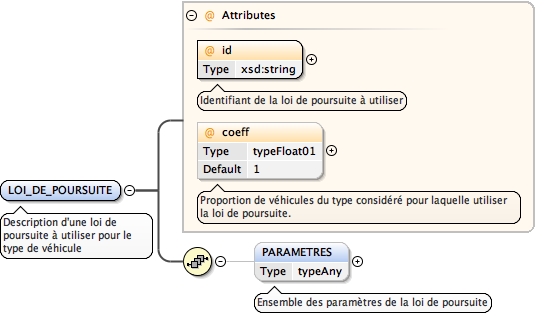 @ Attributes
@ id
Type xsd:string
Identifiant de la loi de poursuite à utiliser
@ coeff
Type typeFloat01
Default 1
Proportion de véhicules du type considéré pour laquelle utiliser
la loi de poursuite.
LOI_DE_POURSUITE
Description d'une loi de
poursuite à utiliser pour le
type de véhicule
PARAMETRES
Type typeAny
Ensemble des paramètres de la loi de poursuite